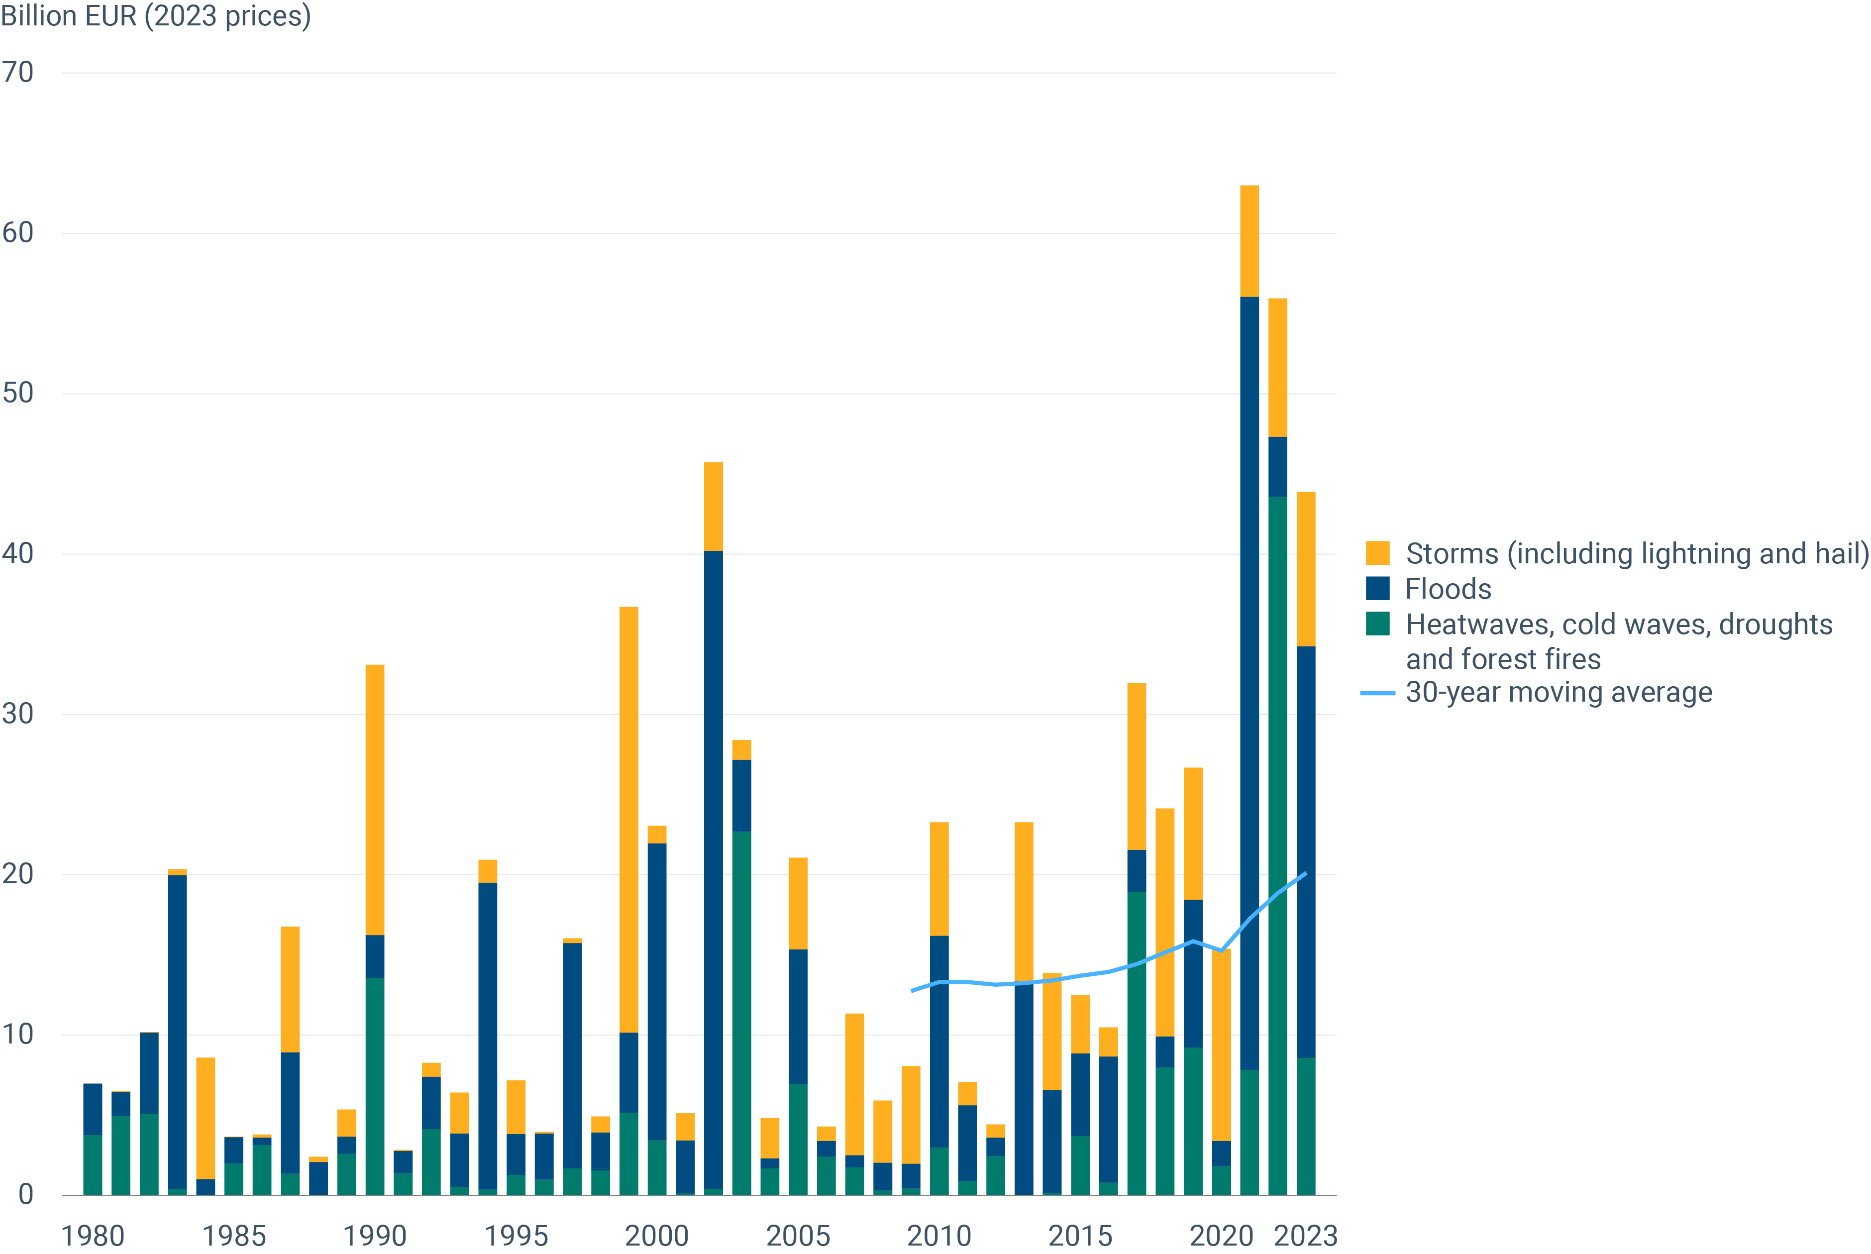 Billion EUR (2023 prices)
70
60
50
40
30
20
10
0
1980 1985 1990 1995 2000 2005 2010 2015 2020 2023
Storms (including lightning and hail)
Floods
Heatwaves, cold waves, droughts
and forest fires
30-year moving average